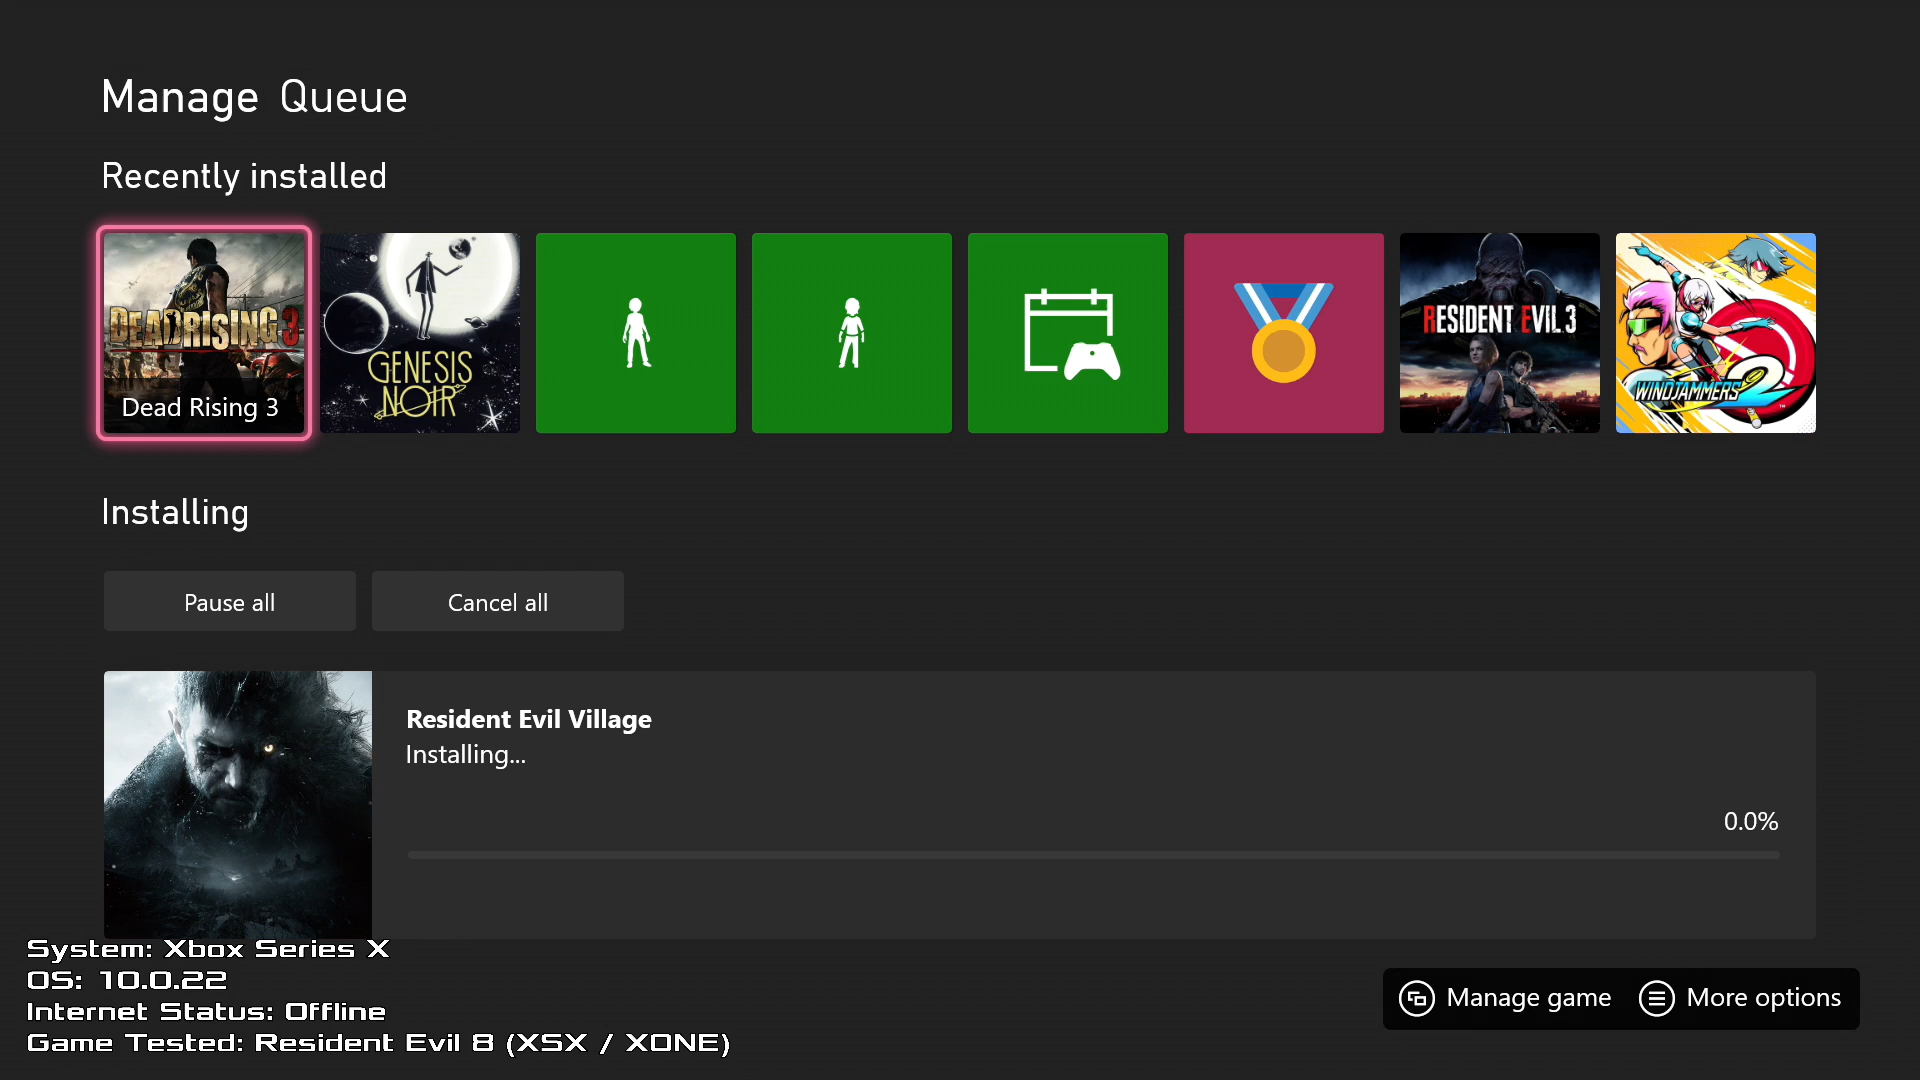 Manage Queue
Recently installed
DEADRISING 3
Dead Rising 3
GENESIS
NOIR
RESIDENT EVIL 3
WINDJAMMERS 2
Installing
Pause all
Cancel all
Resident Evil Village
Installing...
0.0%
System: Xbox Series X
OS: 10.0.22
Internet Status: Offline
Game Tested: Resident Evil 8 (XSX / XONE)
Manage game
More options